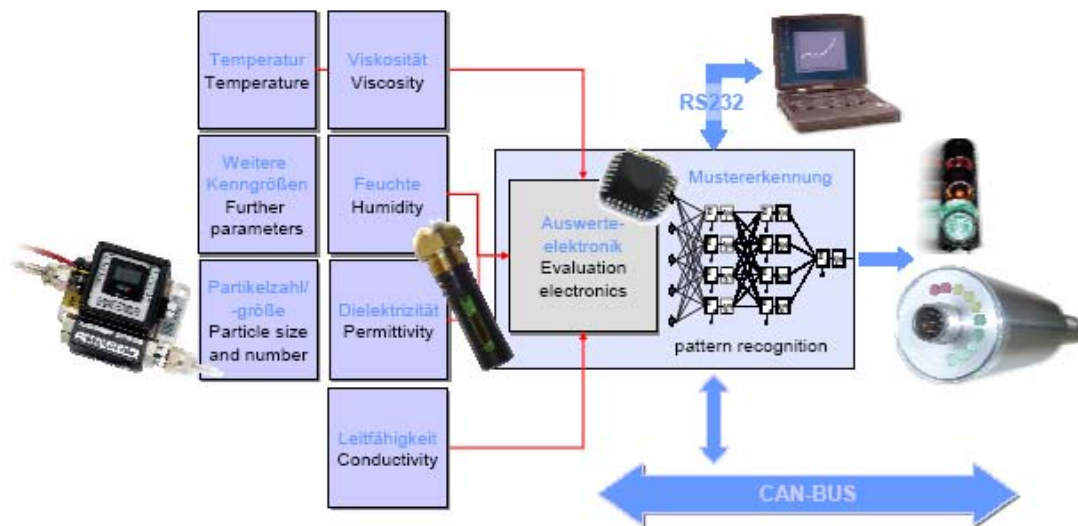 Temperatur
Temperature
Viskosität
Viscosity
RS232
Weitere
Kenngrößen
Further
parameters
Feuchte
Humidity
Mustererkennung
Auswerte-
elektronik
Evaluation
electronics
Partikelzahl/
-größe
Particle size
and number
Dielektrizität
Permittivity
pattern recognition
Leitfähigkeit
Conductivity
CAN-BUS